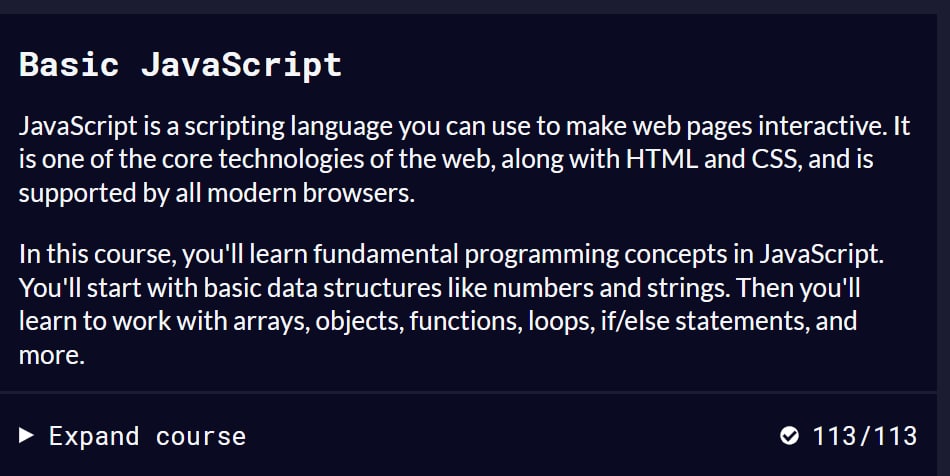 Basic JavaScript
JavaScript is a scripting language you can use to make web pages interactive. It
is one of the core technologies of the web, along with HTML and CSS, and is
supported by all modern browsers.
In this course, you'll learn fundamental programming concepts in JavaScript.
You'll start with basic data structures like numbers and strings. Then you'll
learn to work with arrays, objects, functions, loops, if/else statements, and
more.
Expand course 113/113